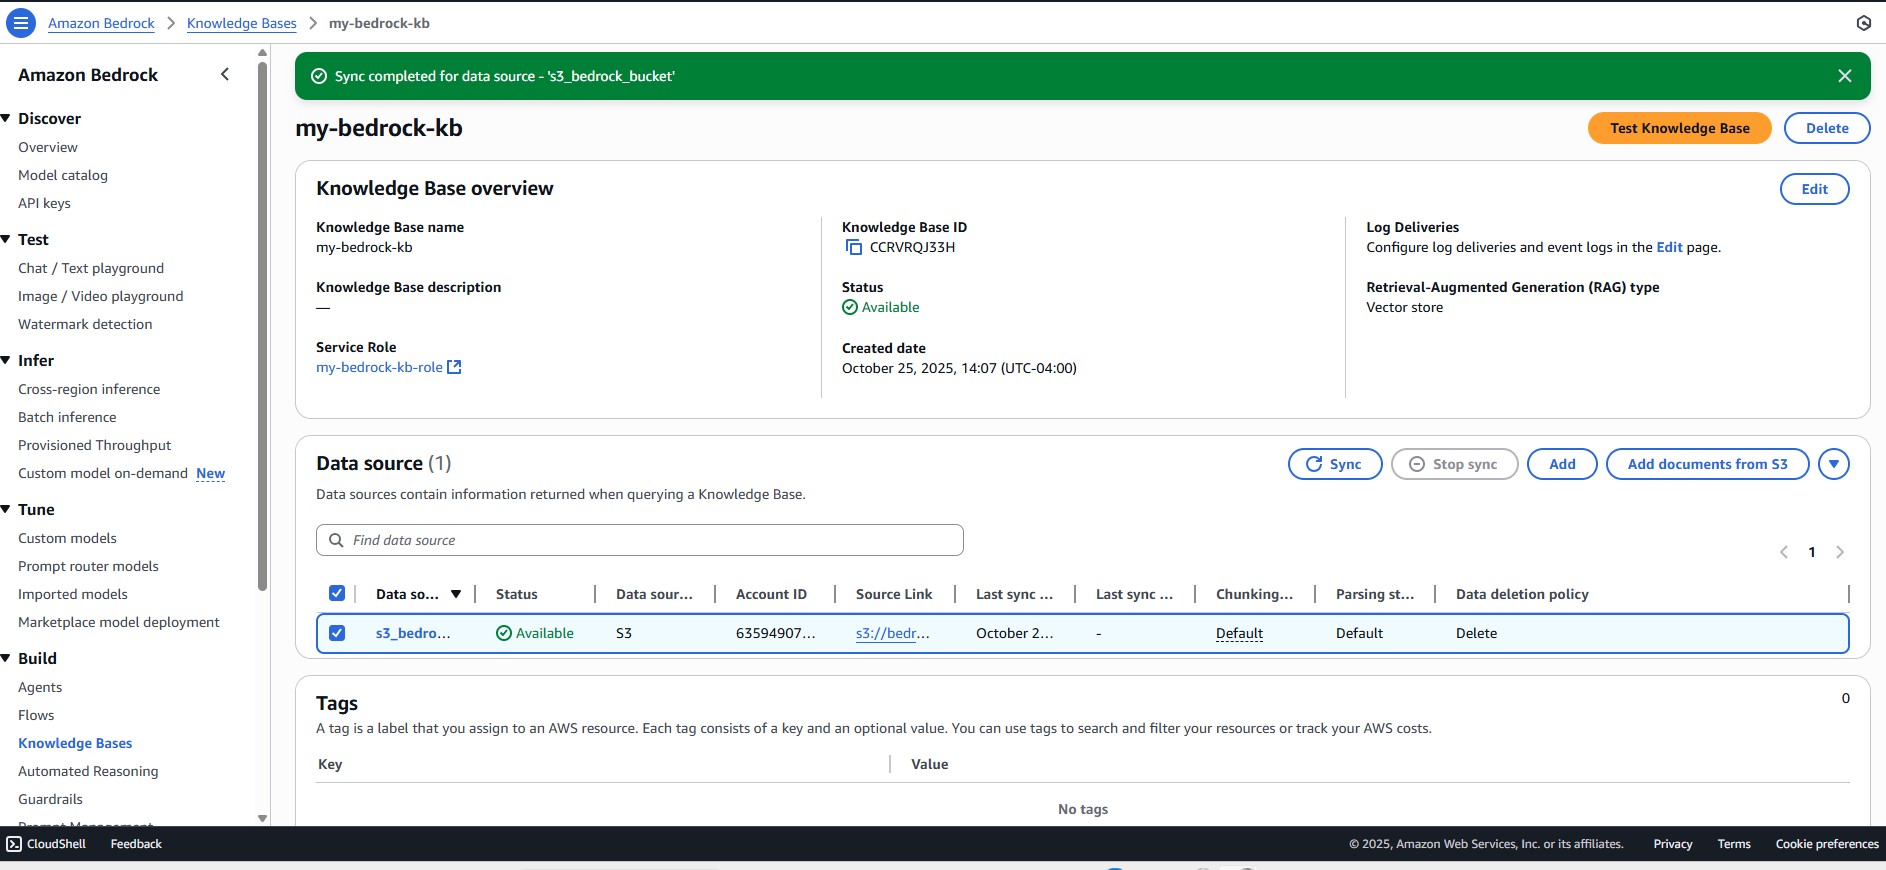 Amazon Bedrock > Knowledge Bases > my-bedrock-kb
Amazon Bedrock
Discover
Overview
Model catalog
API keys
Test
Chat / Text playground
Image / Video playground
Watermark detection
Infer
Cross-region inference
Batch inference
Provisioned Throughput
Custom model on-demand New
Tune
Custom models
Prompt router models
Imported models
Marketplace model deployment
Build
Agents
Flows
Knowledge Bases
Automated Reasoning
Guardrails
Prompt Management
Sync completed for data source - 's3_bedrock_bucket'
my-bedrock-kb
Test Knowledge Base
Delete
Knowledge Base overview
Edit
Knowledge Base name
my-bedrock-kb
Knowledge Base description
—
Service Role
my-bedrock-kb-role
Knowledge Base ID
CCRVRQJ33H
Status
Available
Created date
October 25, 2025, 14:07 (UTC-04:00)
Log Deliveries
Configure log deliveries and event logs in the Edit page.
Retrieval-Augmented Generation (RAG) type
Vector store
Data source (1)
Sync
Stop sync
Add
Add documents from S3
Data sources contain information returned when querying a Knowledge Base.
Find data source
1
Data so... Status Data sour... Account ID Source Link Last sync ... Last sync ... Chunking... Parsing st... Data deletion policy
s3_bedro... Available S3 63594907... s3://bedr... October 2... - Default Default Delete
Tags
0
A tag is a label that you assign to an AWS resource. Each tag consists of a key and an optional value. You can use tags to search and filter your resources or track your AWS costs.
Key Value
No tags
CloudShell Feedback © 2025, Amazon Web Services, Inc. or its affiliates. Privacy Terms Cookie preferences